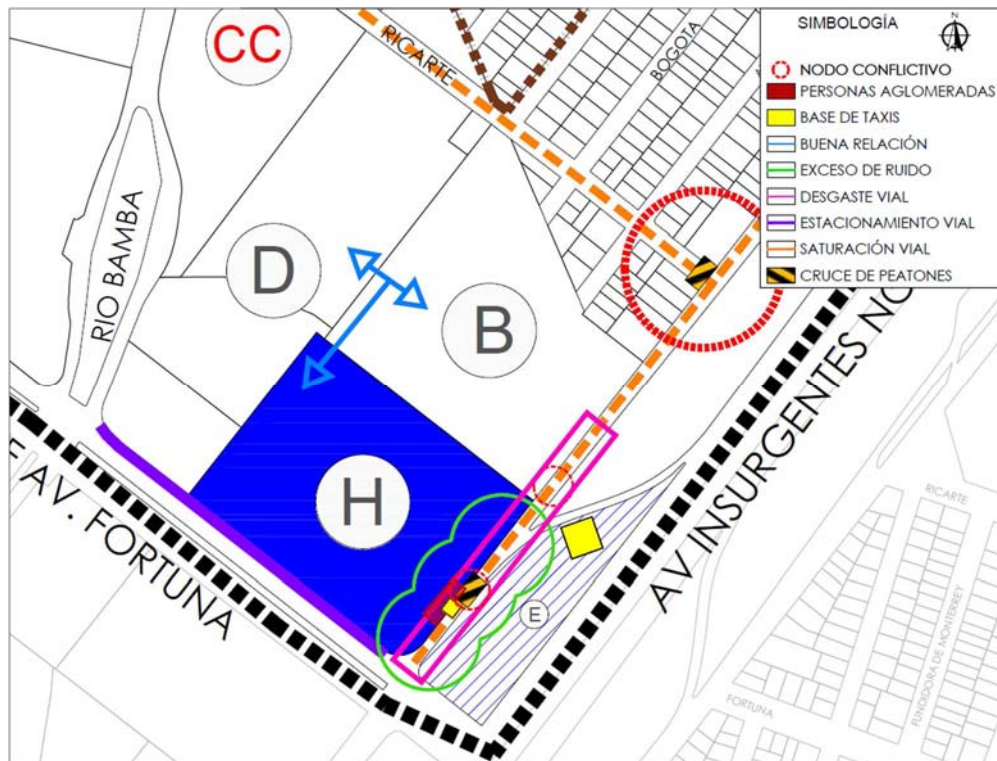 CC
RICARTE
BOGOTA
SIMBOLOGÍA
N
NODO CONFLICTIVO
PERSONAS AGLOMERADAS
BASE DE TAXIS
BUENA RELACIÓN
EXCESO DE RUIDO
DESGASTE VIAL
ESTACIONAMIENTO VIAL
SATURACIÓN VIAL
CRUCE DE PEATONES
RIO BAMBA
D
B
H
E
E AV. FORTUNA
AV INSURGENTES NO
RICARTE
FORTUNA
FUNDIDORA DE MONTERREY